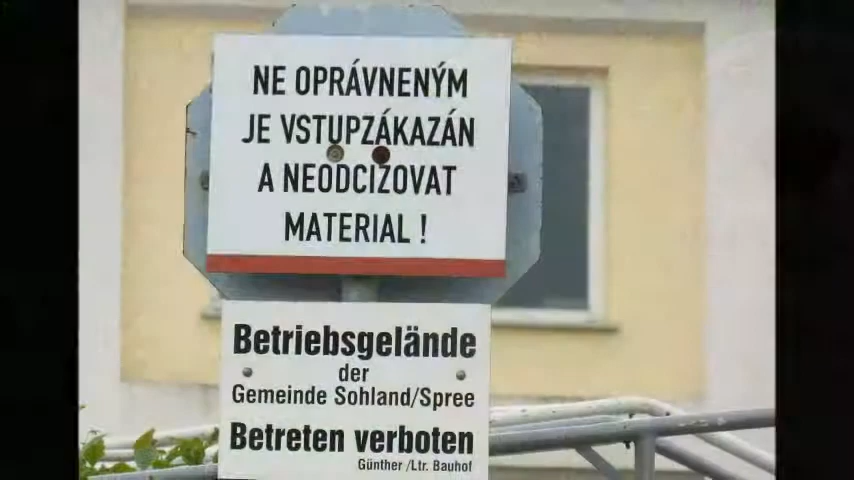 NE OPRÁVNENÝM
JE VSTUPZÁKAZÁN
A NEODCIZOVAT
MATERIAL !
Betriebsgelände
der
Gemeinde Sohland/Spree
Betreten verboten
Günther /Ltr. Bauhof